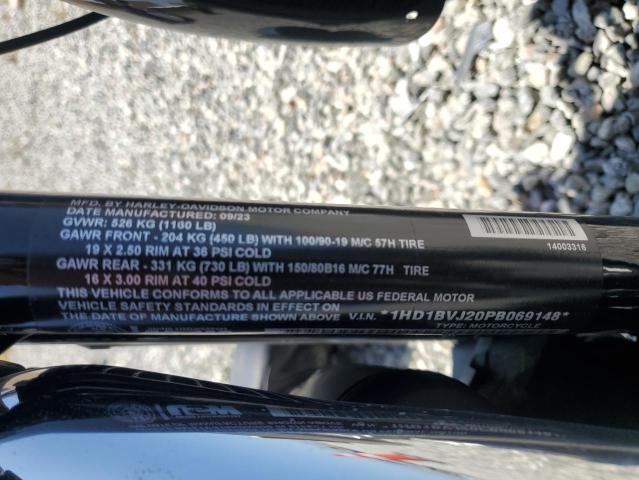 MFD. BY HARLEY-DAVIDSON MOTOR COMPANY
DATE MANUFACTURED: 09/23
GVWR: 526 KG (1160 LB)
GAWR FRONT - 204 KG (450 LB) WITH 100/90-19 M/C 57H TIRE
19 X 2.50 RIM AT 36 PSI COLD
GAWR REAR - 331 KG (730 LB) WITH 150/80B16 M/C 77H TIRE
16 X 3.00 RIM AT 40 PSI COLD
THIS VEHICLE CONFORMS TO ALL APPLICABLE US FEDERAL MOTOR
VEHICLE SAFETY STANDARDS IN EFFECT ON
THE DATE OF MANUFACTURE SHOWN ABOVE V.I.N. *1HD1BVJ20PB069148*
TYPE: MOTORCYCLE
14003316